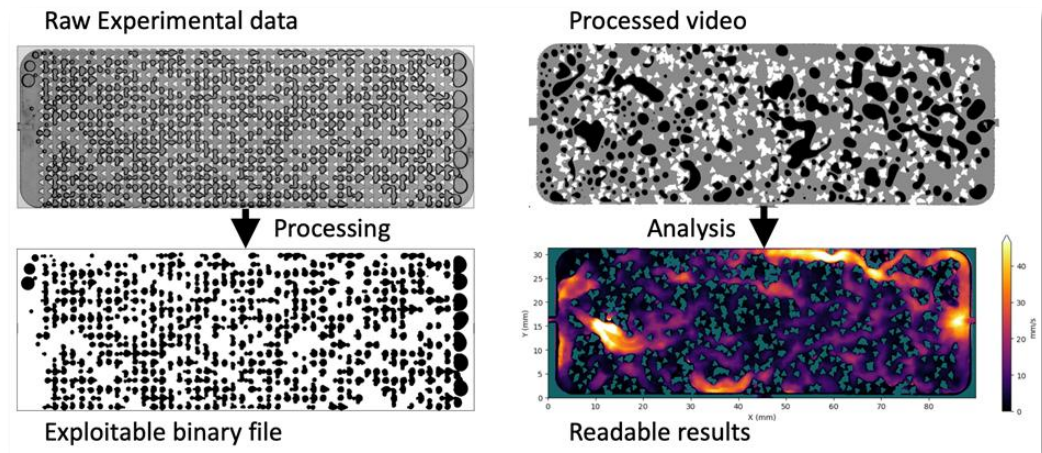 Raw Experimental data
Processed video
Processing
Analysis
30
25
20
15
10
5
0
Y (mm)
0
10
20
30
40
50
60
70
80
X (mm)
40
30
20
10
0
mm/s
Exploitable binary file
Readable results